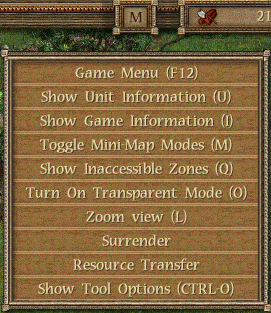 M
21
Game Menu (F12)
Show Unit Information (U)
Show Game Information (I)
Toggle Mini-Map Modes (M)
Show Inaccessible Zones (Q)
Turn On Transparent Mode (O)
Zoom view (L)
Surrender
Resource Transfer
Show Tool Options (CTRL-O)